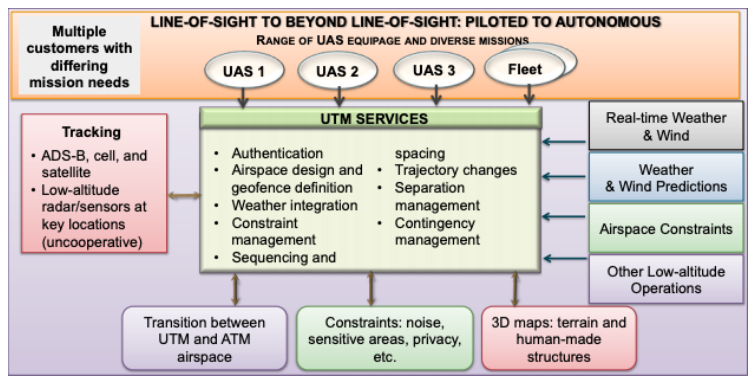 LINE-OF-SIGHT TO BEYOND LINE-OF-SIGHT: PILOTED TO AUTONOMOUS
RANGE OF UAS EQUIPAGE AND DIVERSE MISSIONS
Multiple
customers with
differing
mission needs
UAS 1
UAS 2
UAS 3
Fleet
UTM SERVICES
• Authentication
• Airspace design and
geofence definition
• Weather integration
• Constraint
management
• Sequencing and
spacing
• Trajectory changes
• Separation
management
• Contingency
management
Tracking
• ADS-B, cell, and
satellite
• Low-altitude
radar/sensors at
key locations
(uncooperative)
Real-time Weather
& Wind
Weather
& Wind Predictions
Airspace Constraints
Other Low-altitude
Operations
Transition between
UTM and ATM
airspace
Constraints: noise,
sensitive areas, privacy,
etc.
3D maps: terrain and
human-made
structures